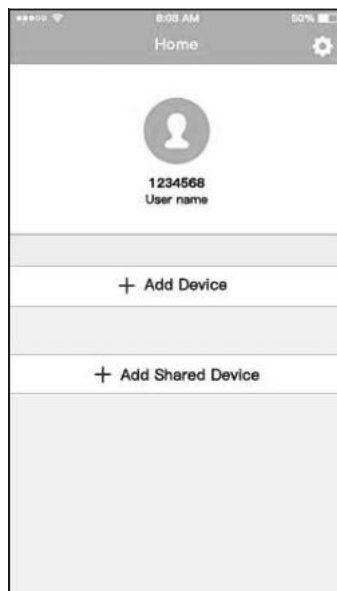 8:08 AM 50%
Home
1234568
User name
+ Add Device
+ Add Shared Device